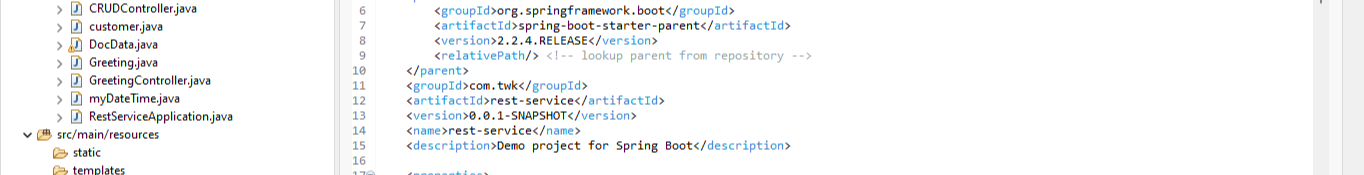 CRUDController.java
customer.java
DocData.java
Greeting.java
GreetingController.java
myDateTime.java
RestServiceApplication.java
src/main/resources
static
templates
6 <groupId>org.springframework.boot</groupId>
7 <artifactId>spring-boot-starter-parent</artifactId>
8 <version>2.2.4.RELEASE</version>
9 <relativePath/> <!-- lookup parent from repository -->
10 </parent>
11 <groupId>com.twk</groupId>
12 <artifactId>rest-service</artifactId>
13 <version>0.0.1-SNAPSHOT</version>
14 <name>rest-service</name>
15 <description>Demo project for Spring Boot</description>
16
17 <properties>